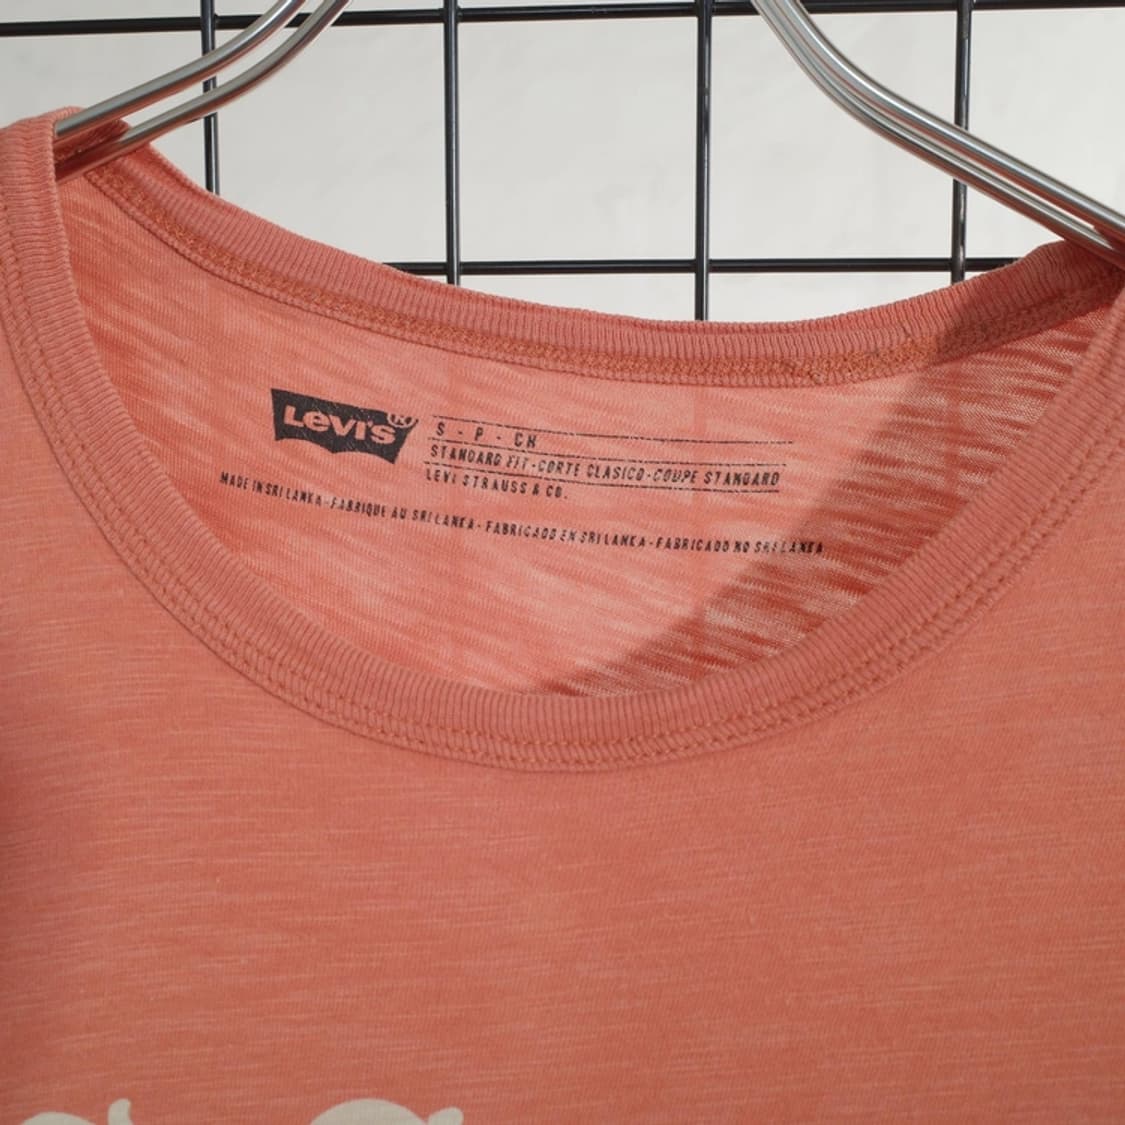 LEVI'S®
S - P - CH
STANDARD FIT-CORTE CLASICO-COUPE STANDARD
LEVI STRAUSS & CO.
MADE IN SRI LANKA-FABRIQUE AU SRI LANKA-FABRICADO EN SRI LANKA-FABRICADO NO SRI LANKA